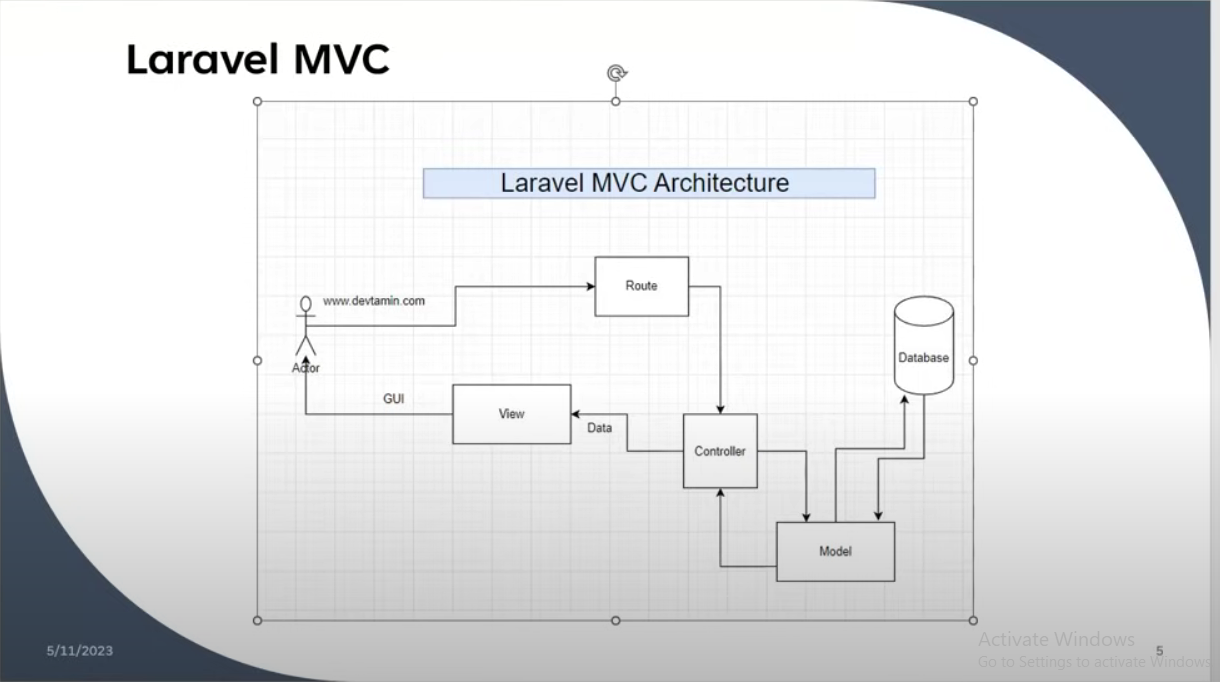 Laravel MVC
Laravel MVC Architecture
Route
www.devtamin.com
Database
Actor
GUI
View
Data
Controller
Model
Activate Windows
5/11/2023
5
Go to Settings to activate Windows